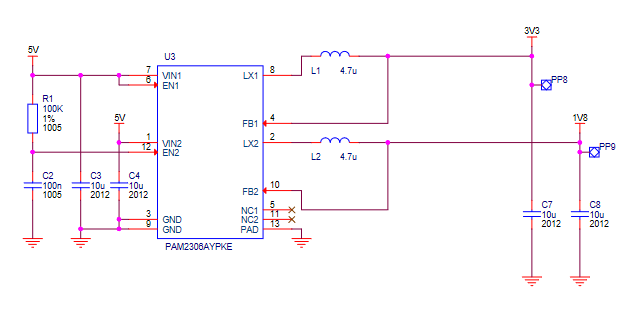 3V3
5V
U3
7 VIN1 LX1 8
6 EN1
L1 4.7u
PP8
R1
100K
1%
1005
5V
FB1 4
1V8
1 VIN2 LX2 2
12 EN2
L2 4.7u
PP9
C2
100n
1005
C3
10u
2012
C4
10u
2012
FB2 10
NC1 5
3 GND NC2 11
9 GND PAD 13
PAM2306AYPKE
C7
10u
2012
C8
10u
2012